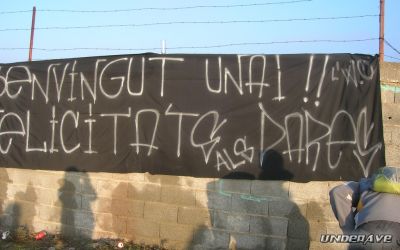 BENVINGUT UNAI!!
FELICITATS ALS PARES
UNDERAVE